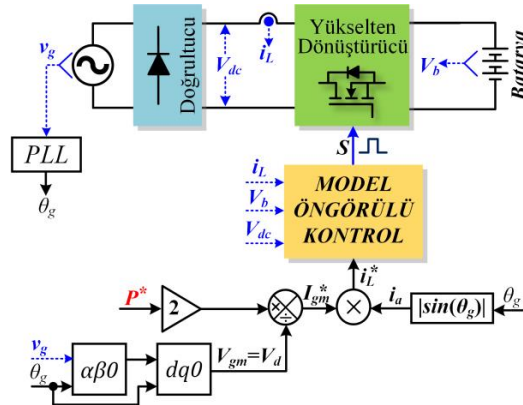 v_g
Doğrultucu
V_dc
i_L
Yükselten
Dönüştürücü
V_b
Batarya
PLL
θ_g
S
i_L
V_b
V_dc
MODEL
ÖNGÖRÜLÜ
KONTROL
i_L^*
P^*
2
×
÷
I_gm^*
×
i_a
|sin(θ_g)|
θ_g
v_g
θ_g
αβ0
dq0
V_gm=V_d